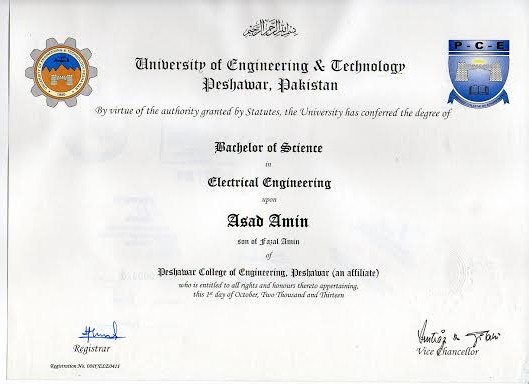 بسم الله الرحمن الرحيم
P-C-E
University of Engineering & Technology
Peshawar, Pakistan
By virtue of the authority granted by Statutes, the University has conferred the degree of
Bachelor of Science
in
Electrical Engineering
upon
Asad Amin
son of Fazal Amin
of
Peshawar College of Engineering, Peshawar (an affiliate)
who is entitled to all rights and honours thereto appertaining,
this 1st day of October, Two Thousand and Thirteen
Registrar
Vice Chancellor
Registration No.